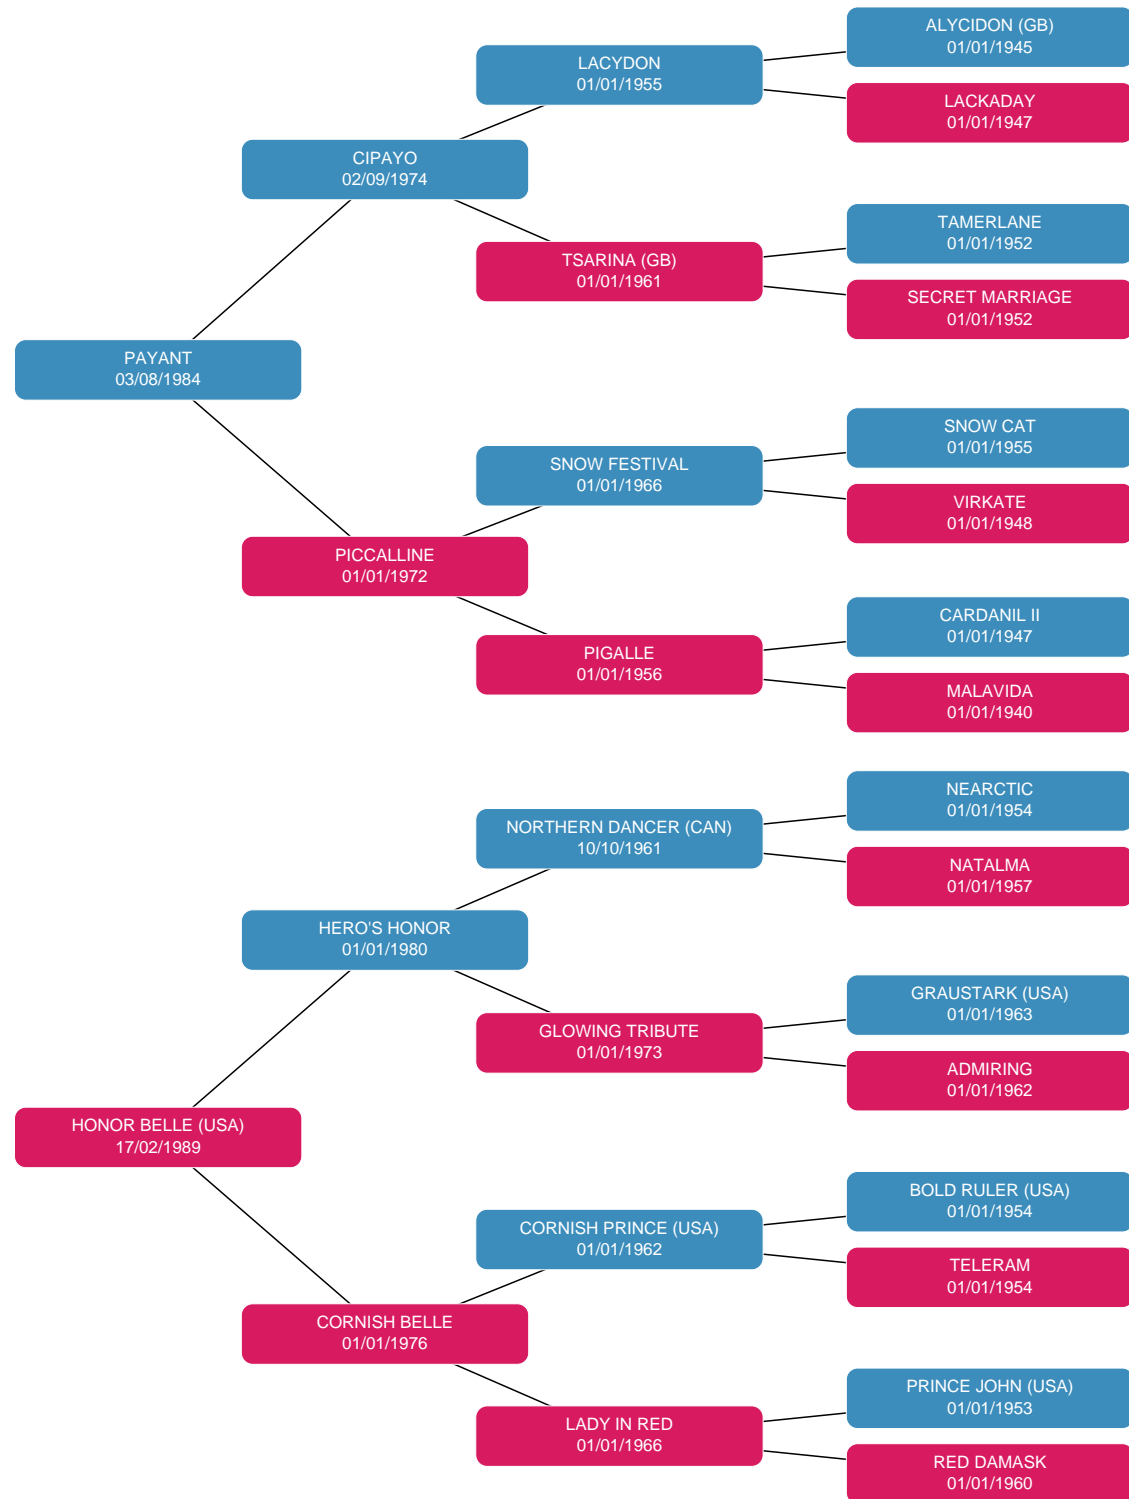 ALYCIDON (GB)
01/01/1945
LACYDON
01/01/1955
LACKADAY
01/01/1947
CIPAYO
02/09/1974
TAMERLANE
01/01/1952
TSARINA (GB)
01/01/1961
SECRET MARRIAGE
01/01/1952
PAYANT
03/08/1984
SNOW CAT
01/01/1955
SNOW FESTIVAL
01/01/1966
VIRKATE
01/01/1948
PICCALLINE
01/01/1972
CARDANIL II
01/01/1947
PIGALLE
01/01/1956
MALAVIDA
01/01/1940
NEARCTIC
01/01/1954
NORTHERN DANCER (CAN)
10/10/1961
NATALMA
01/01/1957
HERO'S HONOR
01/01/1980
GRAUSTARK (USA)
01/01/1963
GLOWING TRIBUTE
01/01/1973
ADMIRING
01/01/1962
HONOR BELLE (USA)
17/02/1989
BOLD RULER (USA)
01/01/1954
CORNISH PRINCE (USA)
01/01/1962
TELERAM
01/01/1954
CORNISH BELLE
01/01/1976
PRINCE JOHN (USA)
01/01/1953
LADY IN RED
01/01/1966
RED DAMASK
01/01/1960